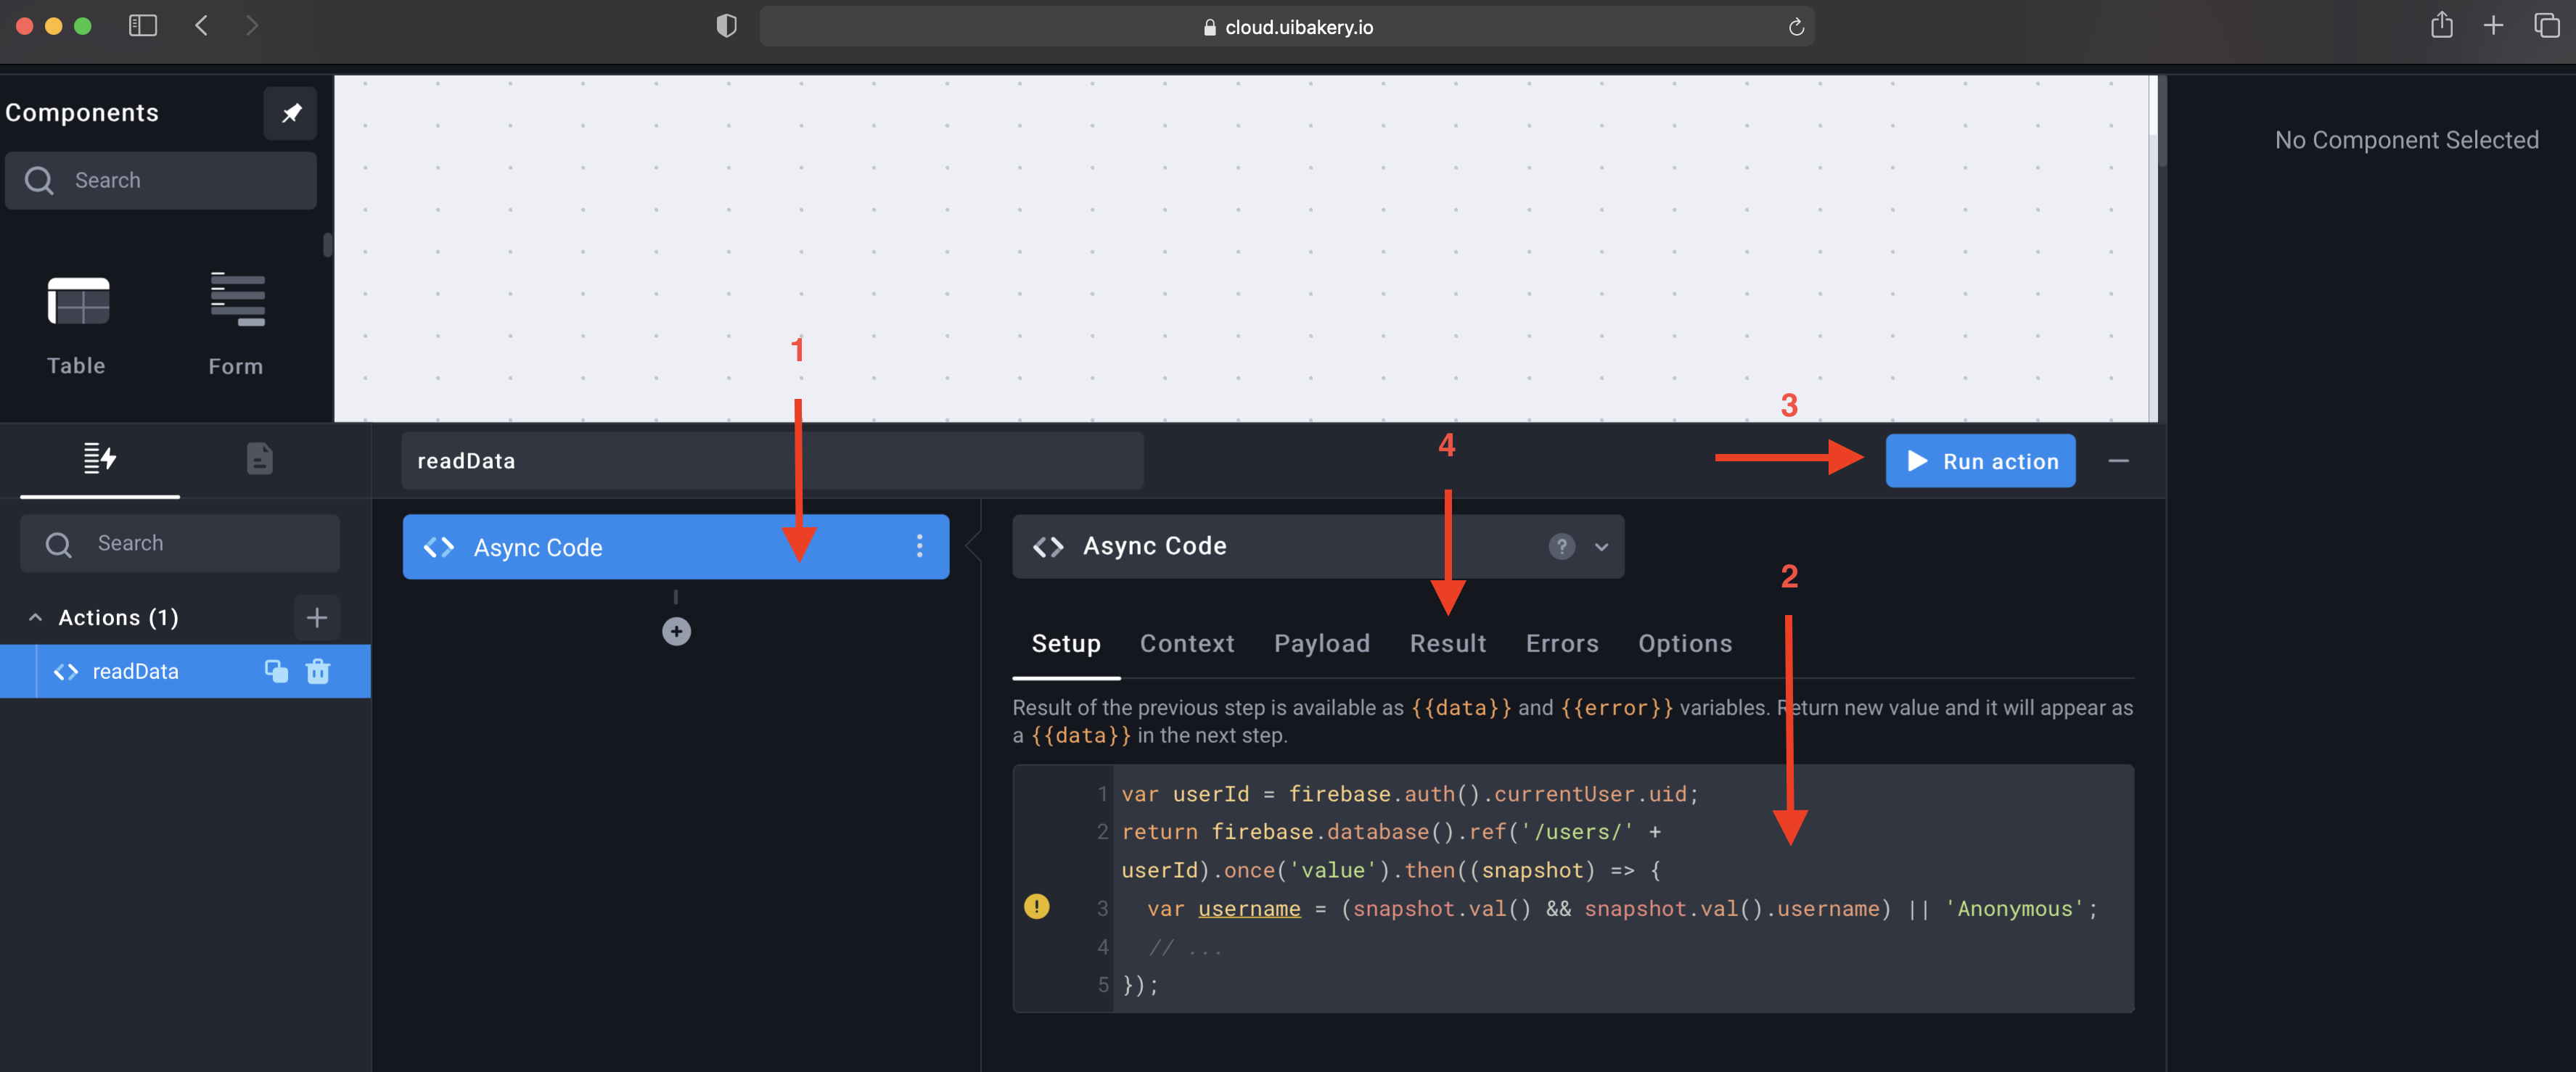 cloud.uibakery.io
Components
Search
Table
Form
No Component Selected
1
3
4
2
readData
Run action
Search
Actions (1)
readData
Async Code
Async Code
?
Setup Context Payload Result Errors Options
Result of the previous step is available as {{data}} and {{error}} variables. Return new value and it will appear as
a {{data}} in the next step.
1 var userId = firebase.auth().currentUser.uid;
2 return firebase.database().ref('/users/' +
userId).once('value').then((snapshot) => {
3 var username = (snapshot.val() && snapshot.val().username) || 'Anonymous';
4 // ...
5 });